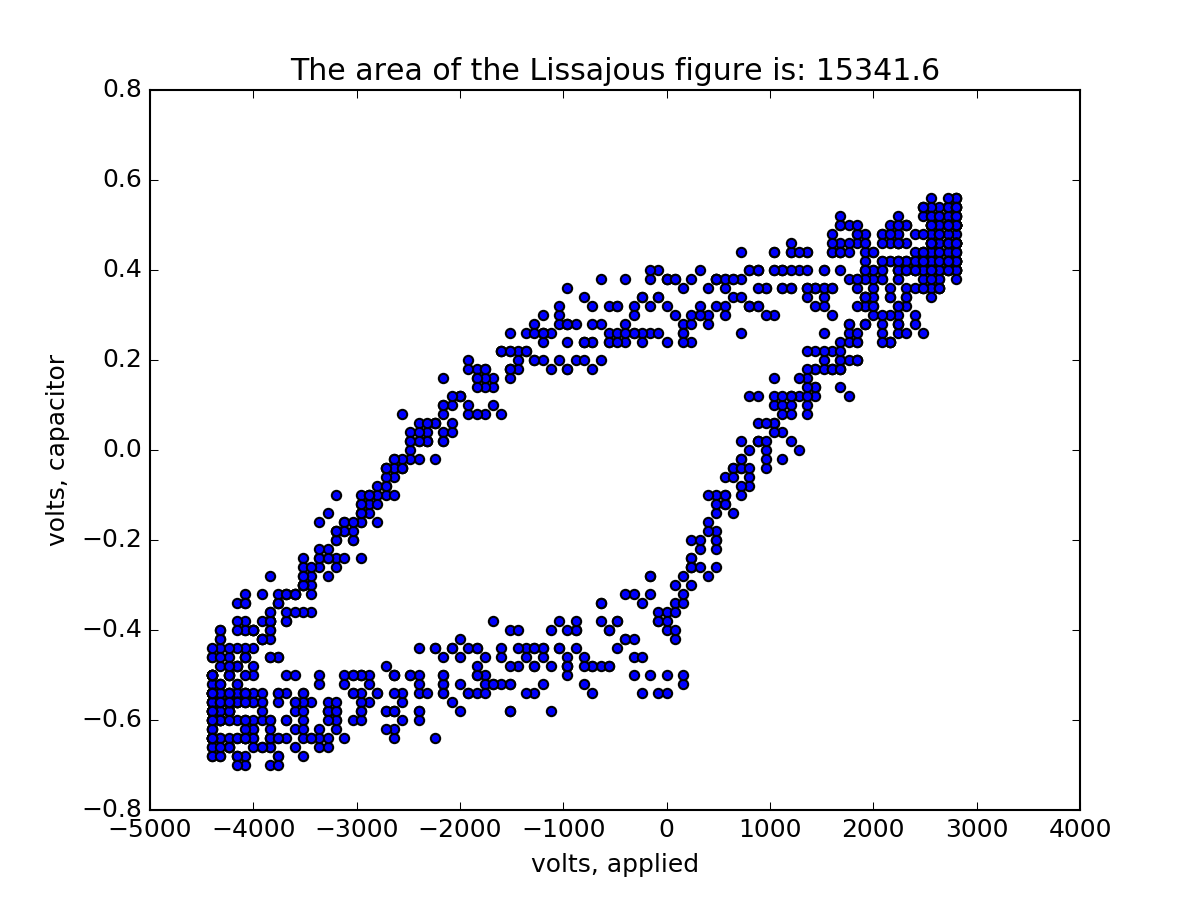 The area of the Lissajous figure is: 15341.6
0.8
0.6
0.4
0.2
0.0
−0.2
−0.4
−0.6
−0.8
volts, capacitor
−5000 −4000 −3000 −2000 −1000 0 1000 2000 3000 4000
volts, applied